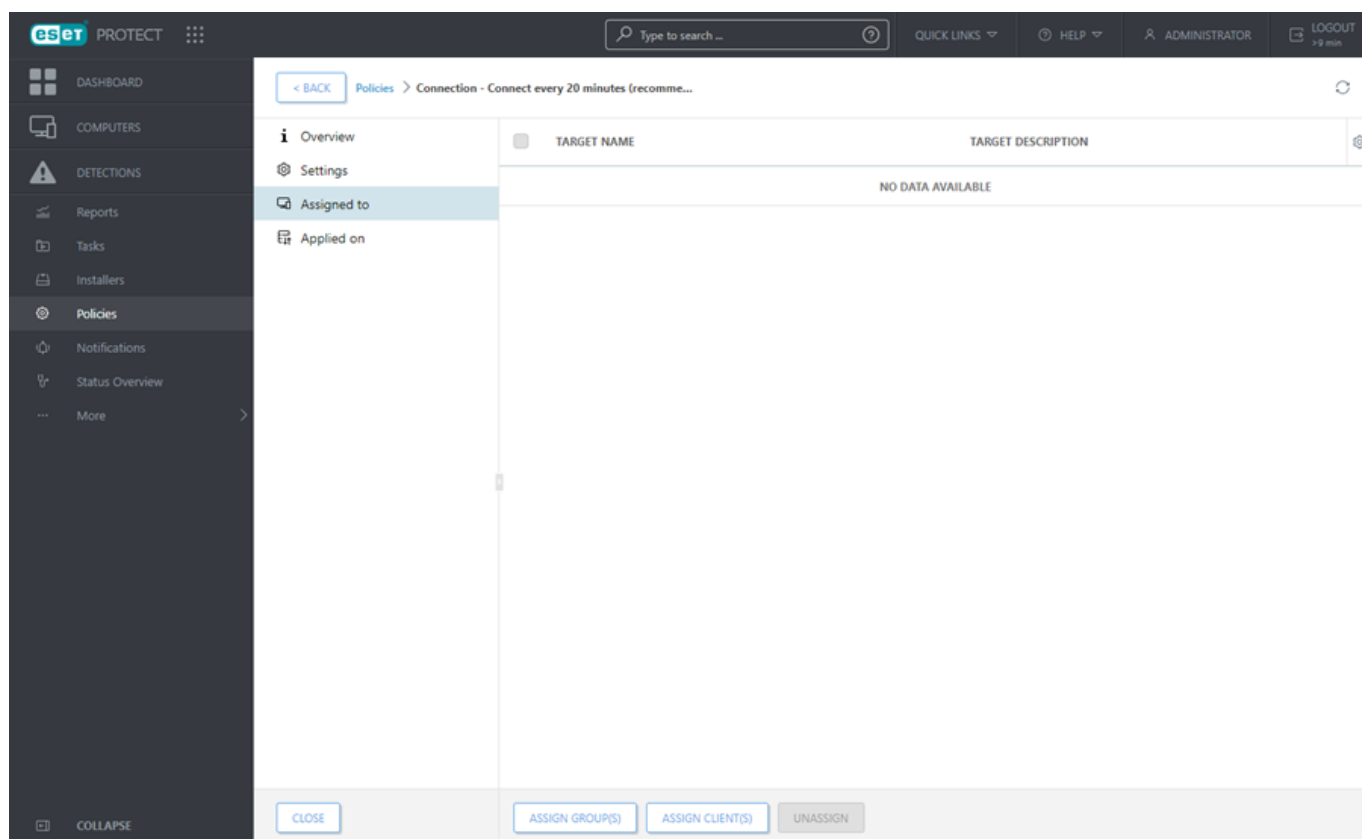 eset PROTECT
Type to search ...
QUICK LINKS
HELP
ADMINISTRATOR
LOGOUT
>9 min
DASHBOARD
COMPUTERS
DETECTIONS
Reports
Tasks
Installers
Policies
Notifications
Status Overview
More
COLLAPSE
< BACK Policies > Connection - Connect every 20 minutes (recomme...
Overview
Settings
Assigned to
Applied on
TARGET NAME TARGET DESCRIPTION
NO DATA AVAILABLE
CLOSE ASSIGN GROUP(S) ASSIGN CLIENT(S) UNASSIGN